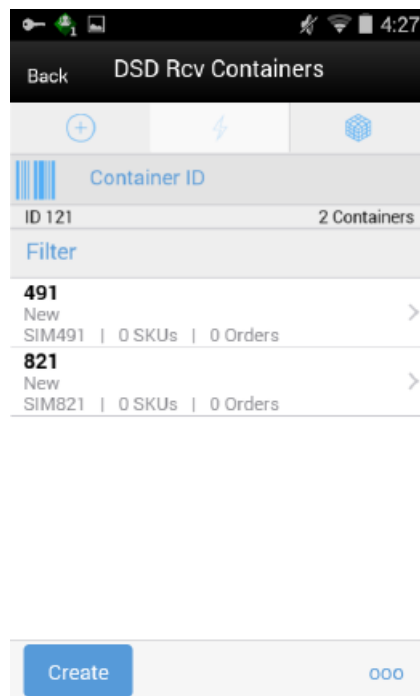 1 4:27
Back DSD Rcv Containers
Container ID
ID 121 2 Containers
Filter
491
New
SIM491 | 0 SKUs | 0 Orders
821
New
SIM821 | 0 SKUs | 0 Orders
Create ooo